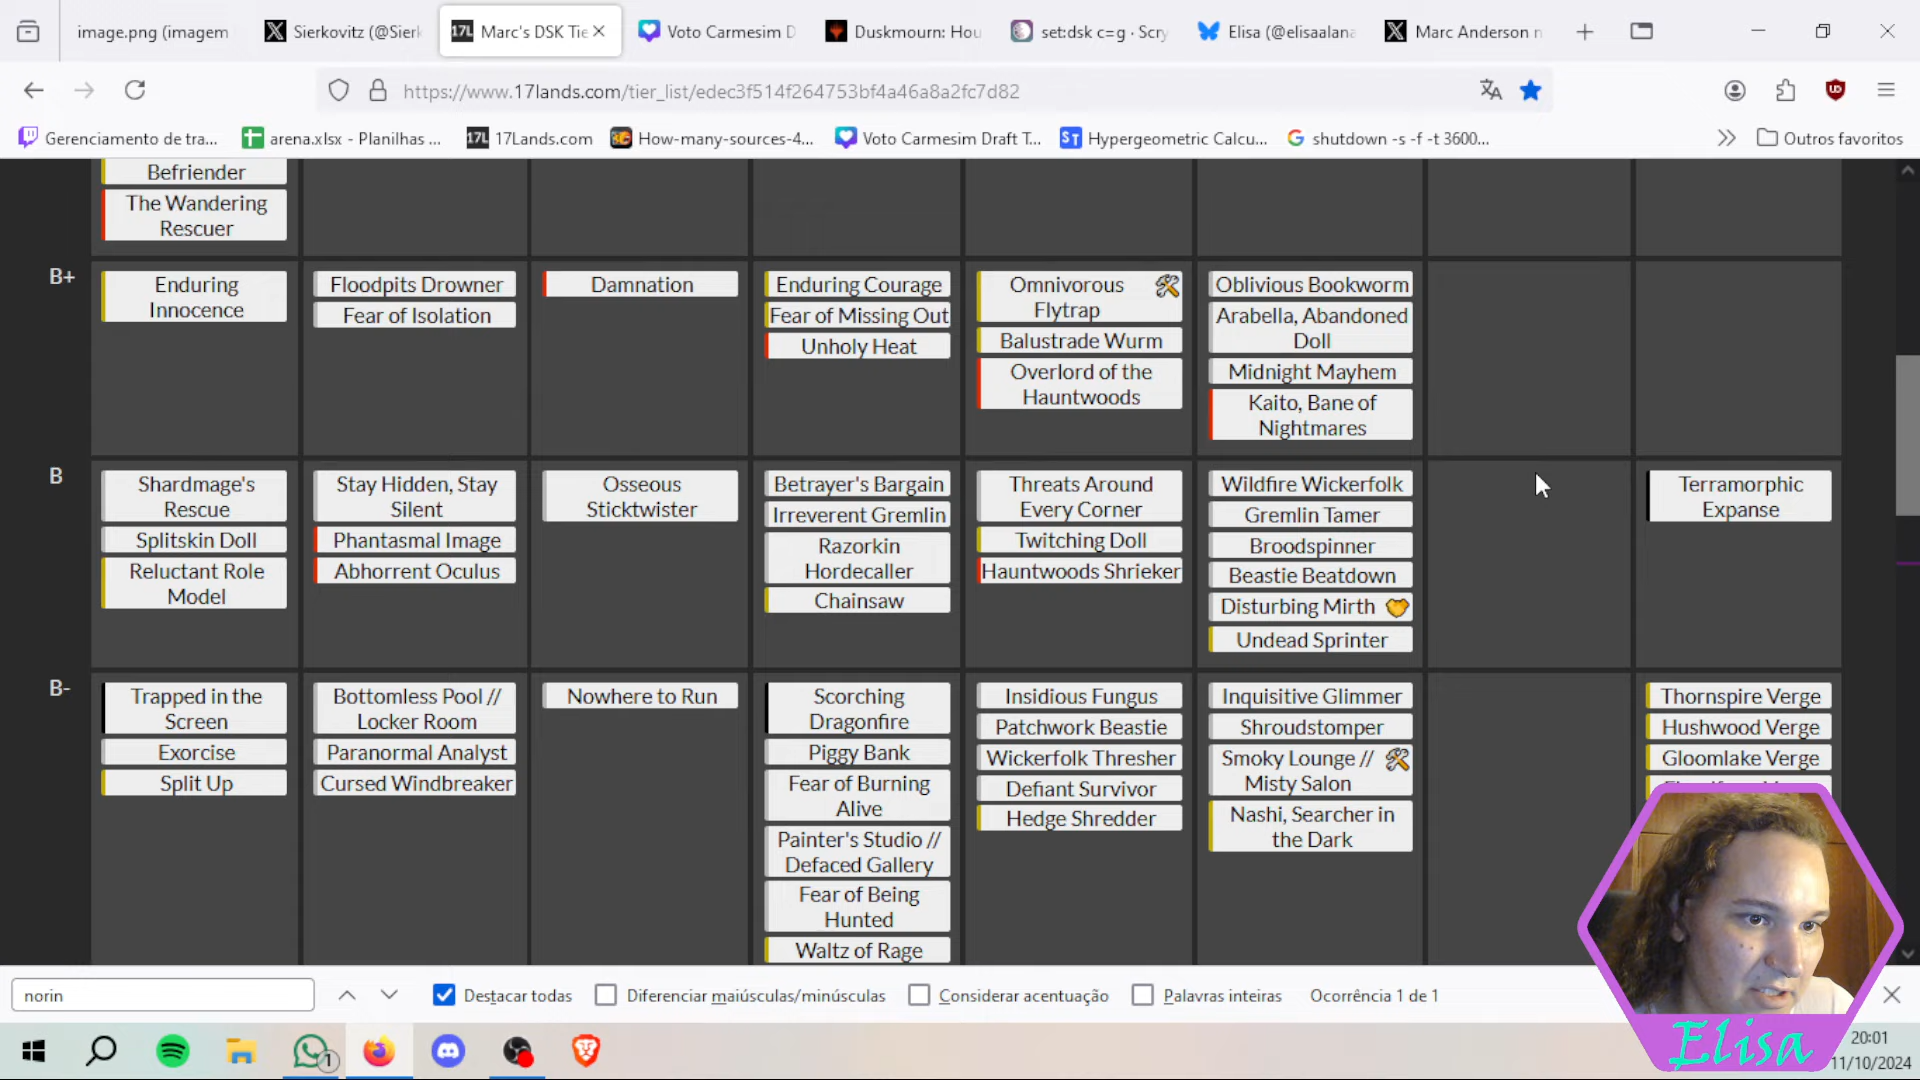 image.png (imagem
Sierkovitz (@Sierk
17L Marc's DSK Tie
Voto Carmesim D
Duskmourn: Hou
set:dsk c=g · Scry
Elisa (@elisaalana
Marc Anderson n
https://www.17lands.com/tier_list/edec3f514f264753bf4a46a8a2fc7d82
Gerenciamento de tra...
arena.xlsx - Planilhas ...
17L 17Lands.com
How-many-sources-4...
Voto Carmesim Draft T...
ST Hypergeometric Calcu...
shutdown -s -f -t 3600...
Outros favoritos
Befriender
The Wandering
Rescuer
B+
Enduring
Innocence
Floodpits Drowner
Fear of Isolation
Damnation
Enduring Courage
Fear of Missing Out
Unholy Heat
Omnivorous
Flytrap
Balustrade Wurm
Overlord of the
Hauntwoods
Oblivious Bookworm
Arabella, Abandoned
Doll
Midnight Mayhem
Kaito, Bane of
Nightmares
B
Shardmage's
Rescue
Splitskin Doll
Reluctant Role
Model
Stay Hidden, Stay
Silent
Phantasmal Image
Abhorrent Oculus
Osseous
Sticktwister
Betrayer's Bargain
Irreverent Gremlin
Razorkin
Hordecaller
Chainsaw
Threats Around
Every Corner
Twitching Doll
Hauntwoods Shrieker
Wildfire Wickerfolk
Gremlin Tamer
Broodspinner
Beastie Beatdown
Disturbing Mirth
Undead Sprinter
Terramorphic
Expanse
B-
Trapped in the
Screen
Exorcise
Split Up
Bottomless Pool //
Locker Room
Paranormal Analyst
Cursed Windbreaker
Nowhere to Run
Scorching
Dragonfire
Piggy Bank
Fear of Burning
Alive
Painter's Studio //
Defaced Gallery
Fear of Being
Hunted
Waltz of Rage
Insidious Fungus
Patchwork Beastie
Wickerfolk Thresher
Defiant Survivor
Hedge Shredder
Inquisitive Glimmer
Shroudstomper
Smoky Lounge //
Misty Salon
Nashi, Searcher in
the Dark
Thornspire Verge
Hushwood Verge
Gloomlake Verge
norin
Destacar todas
Diferenciar maiúsculas/minúsculas
Considerar acentuação
Palavras inteiras
Ocorrência 1 de 1
1
Elisa
20:01
11/10/2024